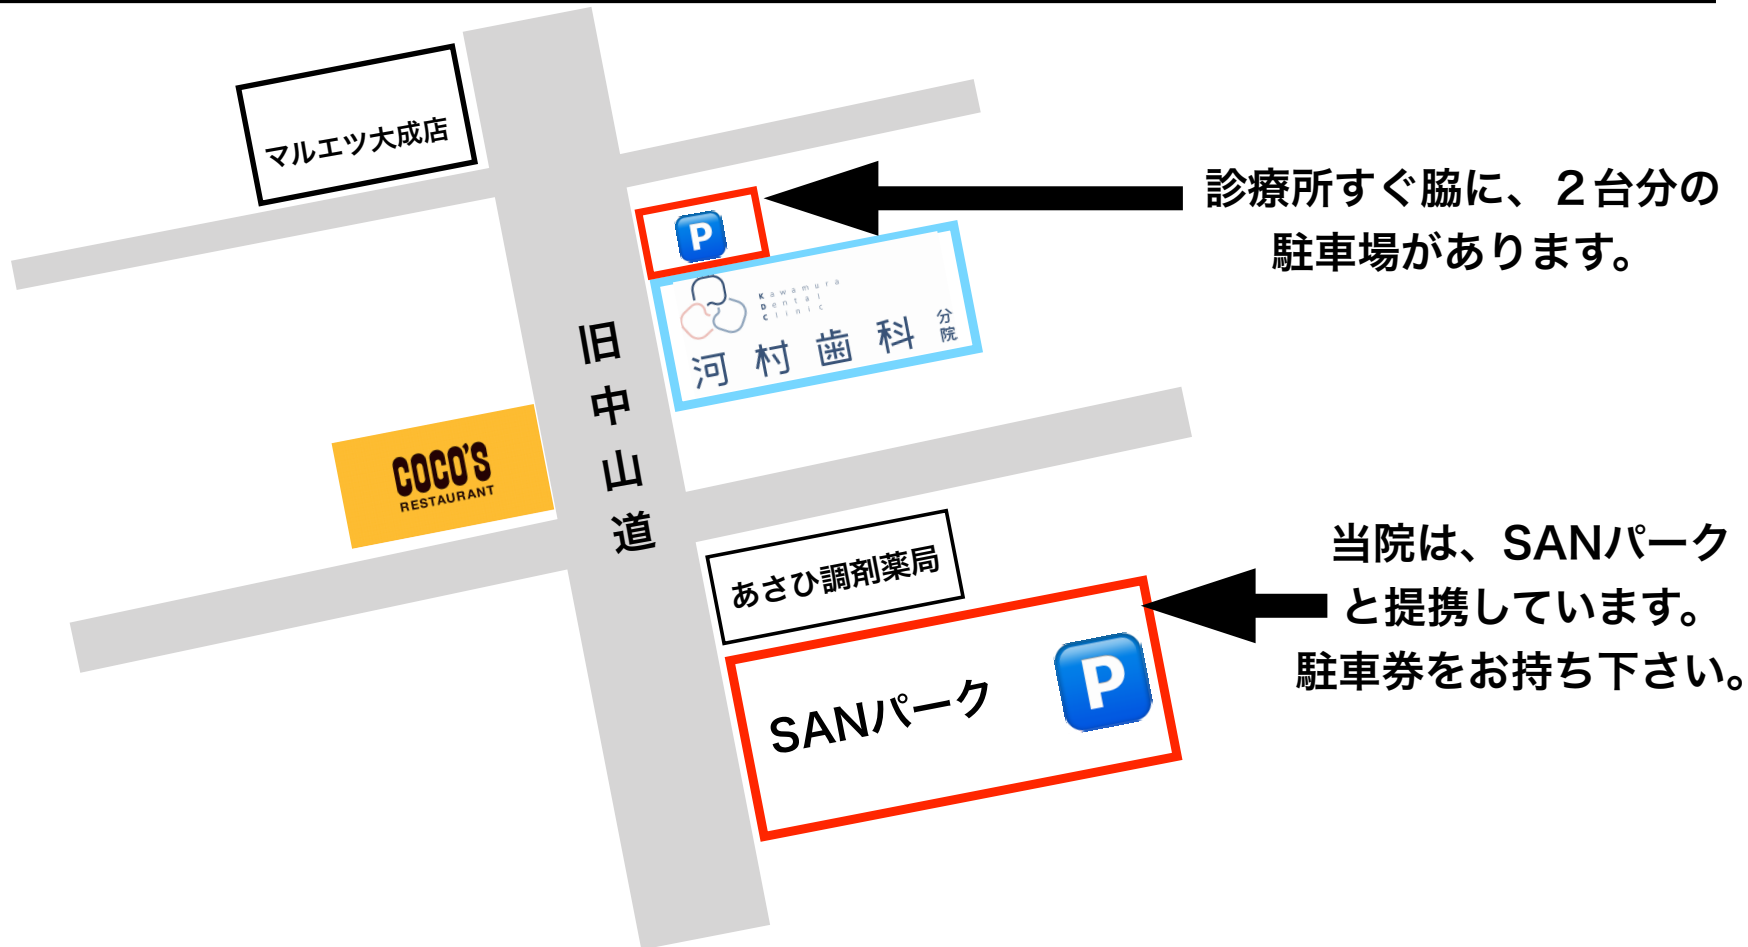 マルエツ大成店
診療所すぐ脇に、２台分の
駐車場があります。
P
Kawamura
Dental
Clinic
河村歯科 分院
旧中山道
COCO'S
RESTAURANT
あさひ調剤薬局
当院は、SANパーク
と提携しています。
駐車券をお持ち下さい。
SANパーク
P